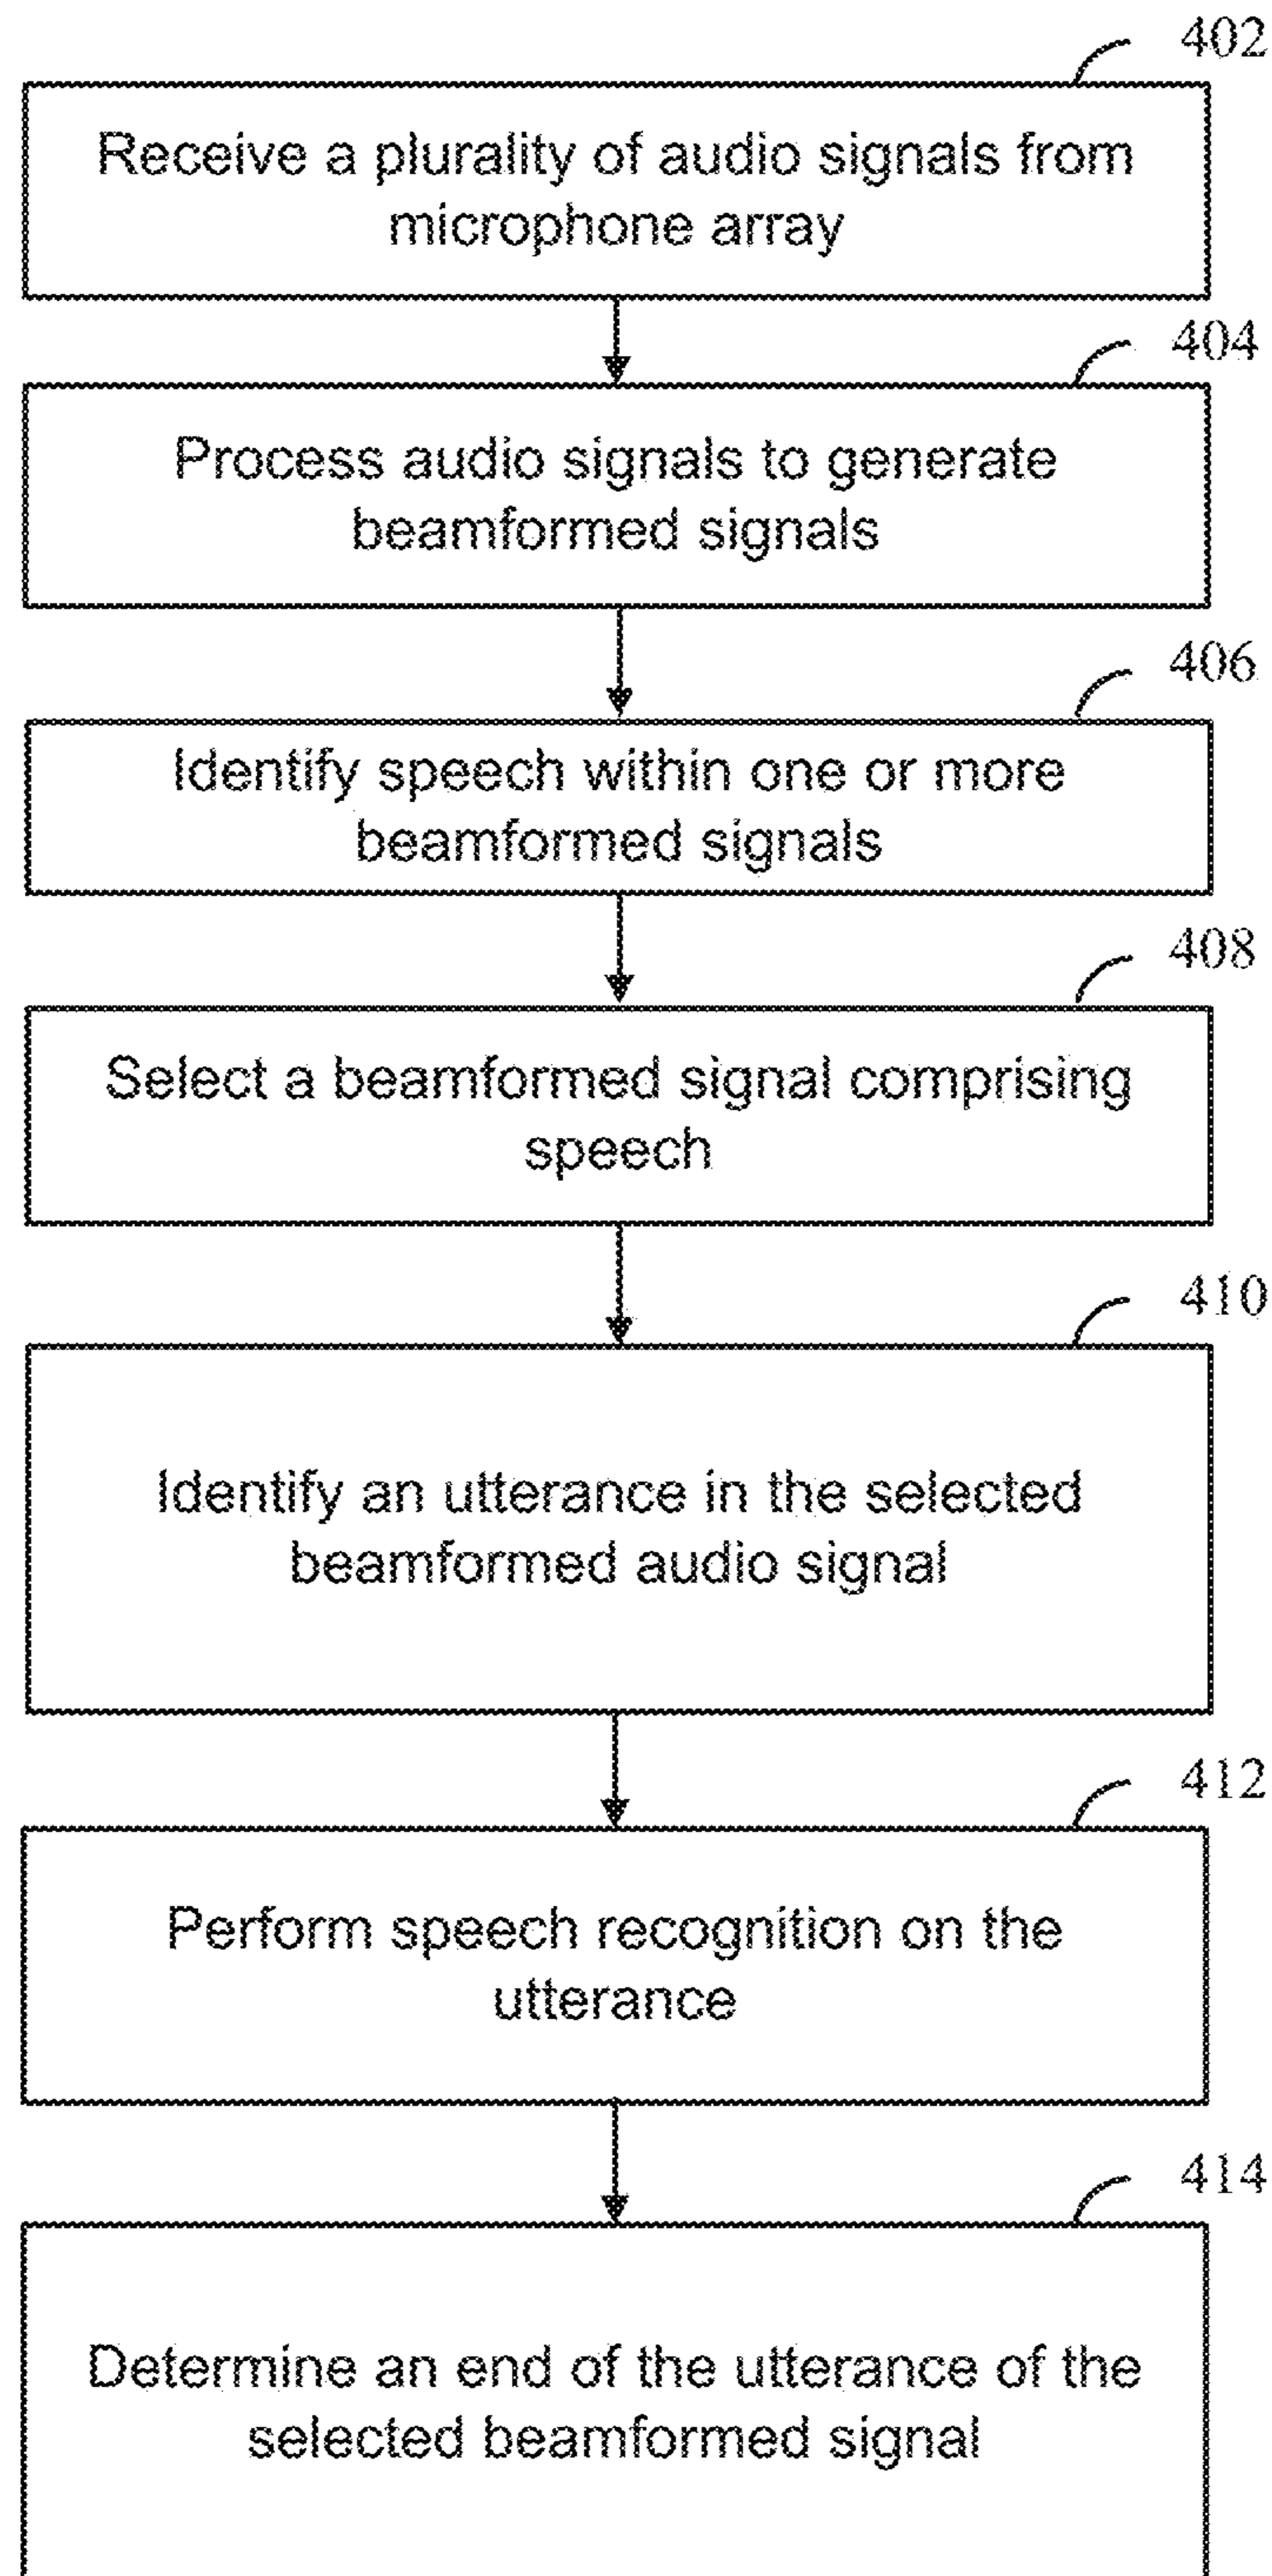 402
Receive a plurality of audio signals from
microphone array
404
Process audio signals to generate
beamformed signals
406
Identify speech within one or more
beamformed signals
408
Select a beamformed signal comprising
speech
410
Identify an utterance in the selected
beamformed audio signal
412
Perform speech recognition on the
utterance
414
Determine an end of the utterance of the
selected beamformed signal